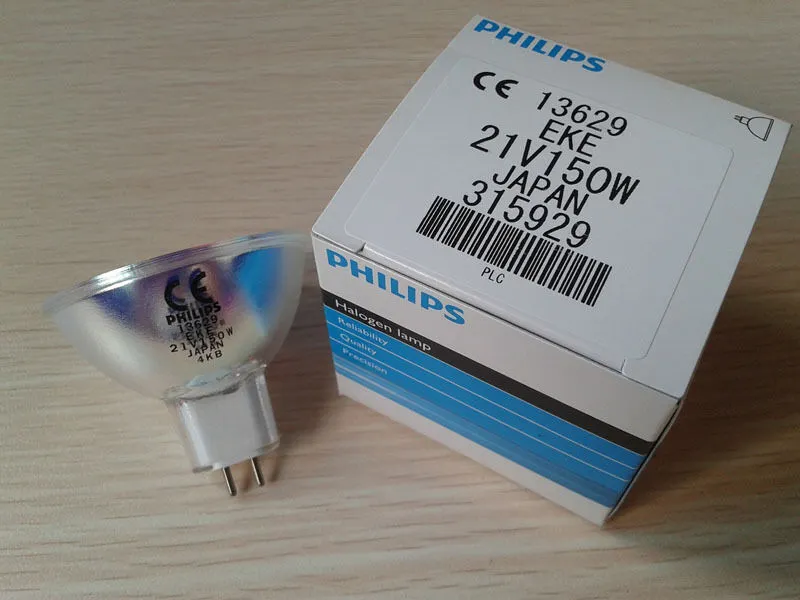 PHILIPS
CE 13629
EKE
21V150W
JAPAN
315929
PLC
PHILIPS
Halogen lamp
Reliability
Quality
Precision
CE
PHILIPS
13629
EKE
21V150W
JAPAN
4KB